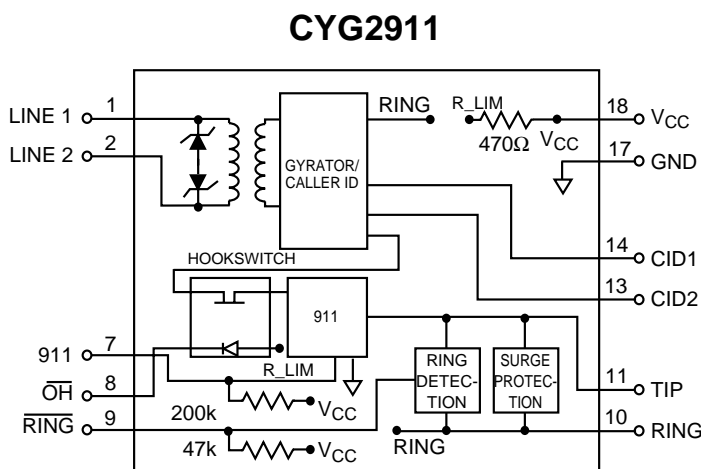 CYG2911
LINE 1
1
LINE 2
2
GYRATOR/
CALLER ID
RING
R_LIM
470Ω
VCC
18
VCC
17
GND
14
CID1
13
CID2
HOOKSWITCH
911
R_LIM
911
7
OH
8
RING
9
200k
VCC
47k
VCC
RING
DETEC-
TION
SURGE
PROTEC-
TION
11
TIP
10
RING
RING